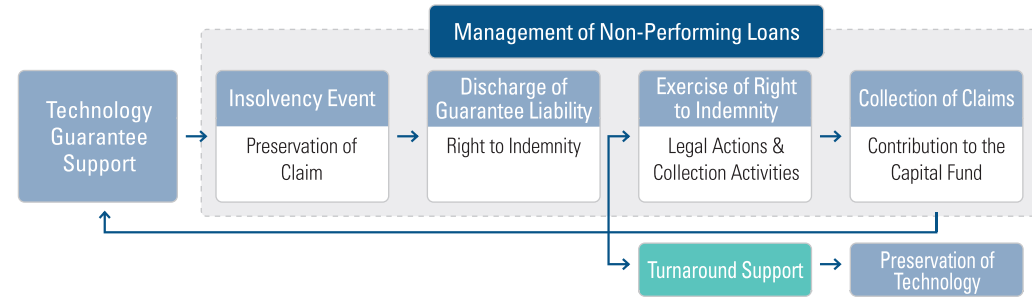 Management of Non-Performing Loans
Technology
Guarantee
Support
Insolvency Event
Preservation of
Claim
Discharge of
Guarantee Liability
Right to Indemnity
Exercise of Right
to Indemnity
Legal Actions &
Collection Activities
Collection of Claims
Contribution to the
Capital Fund
Turnaround Support
Preservation of
Technology